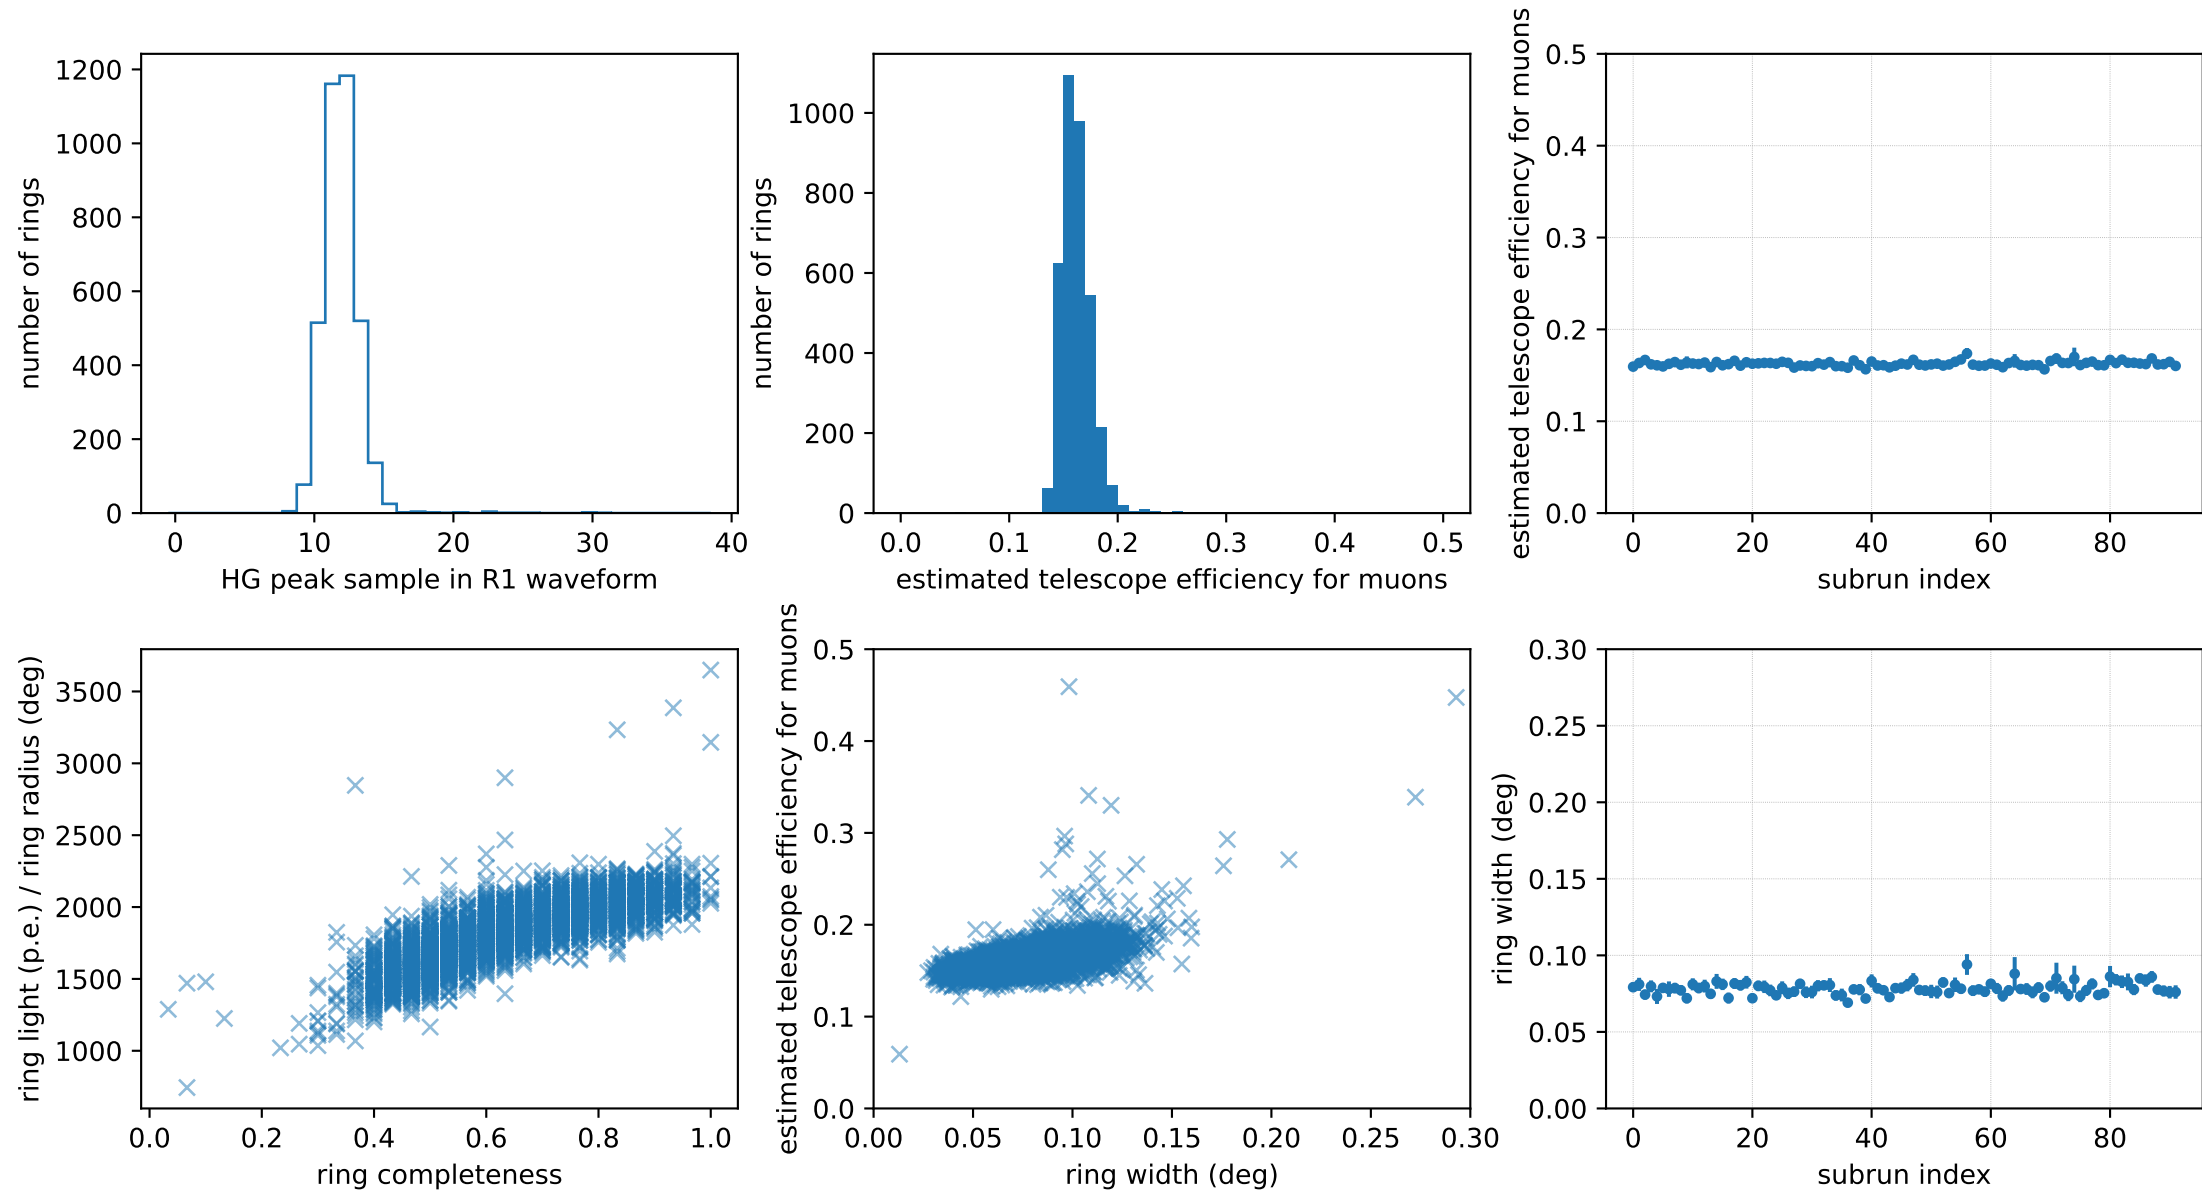 1200
1000
800
600
400
200
0
number of rings
0 10 20 30 40
HG peak sample in R1 waveform
1000
800
600
400
200
0
number of rings
0.0 0.1 0.2 0.3 0.4 0.5
estimated telescope efficiency for muons
0.5
0.4
0.3
0.2
0.1
0.0
estimated telescope efficiency for muons
0 20 40 60 80
subrun index
3500
3000
2500
2000
1500
1000
ring light (p.e.) / ring radius (deg)
0.0 0.2 0.4 0.6 0.8 1.0
ring completeness
0.5
0.4
0.3
0.2
0.1
0.0
estimated telescope efficiency for muons
0.00 0.05 0.10 0.15 0.20 0.25 0.30
ring width (deg)
0.30
0.25
0.20
0.15
0.10
0.05
0.00
ring width (deg)
0 20 40 60 80
subrun index